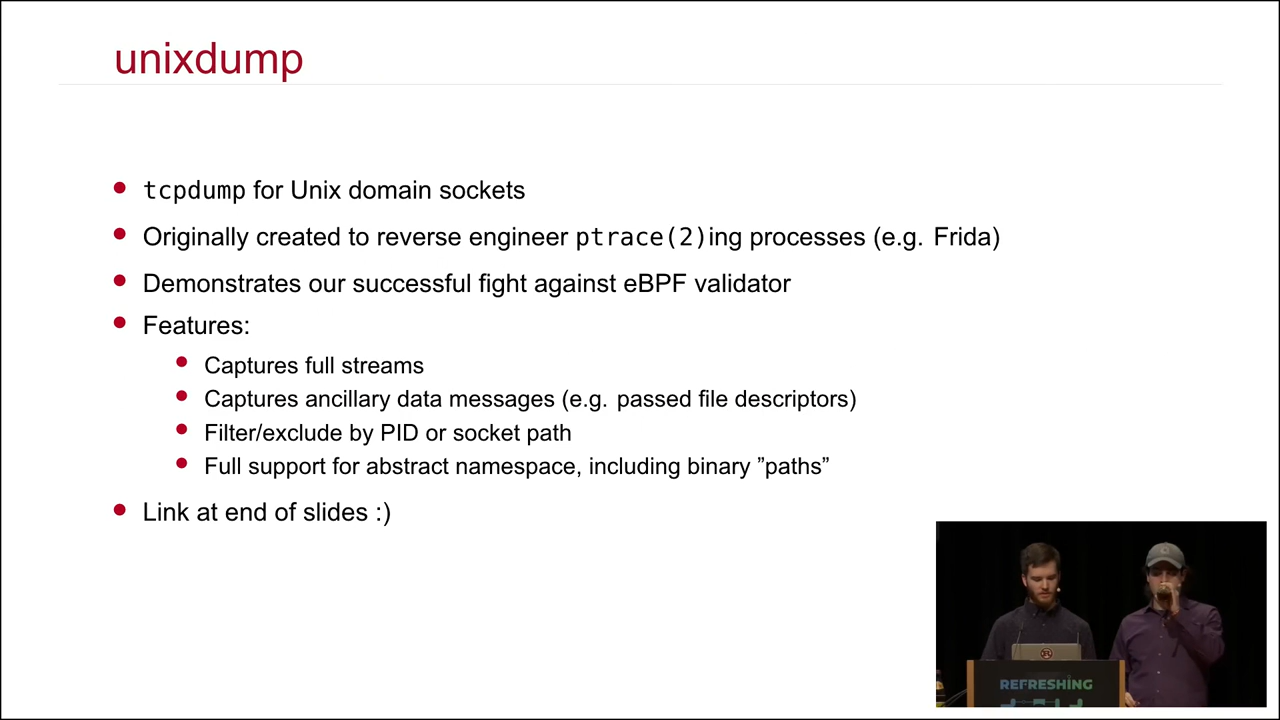 unixdump
tcpdump for Unix domain sockets
Originally created to reverse engineer ptrace(2)ing processes (e.g. Frida)
Demonstrates our successful fight against eBPF validator
Features:
Captures full streams
Captures ancillary data messages (e.g. passed file descriptors)
Filter/exclude by PID or socket path
Full support for abstract namespace, including binary ”paths”
Link at end of slides :)
REFRESHING